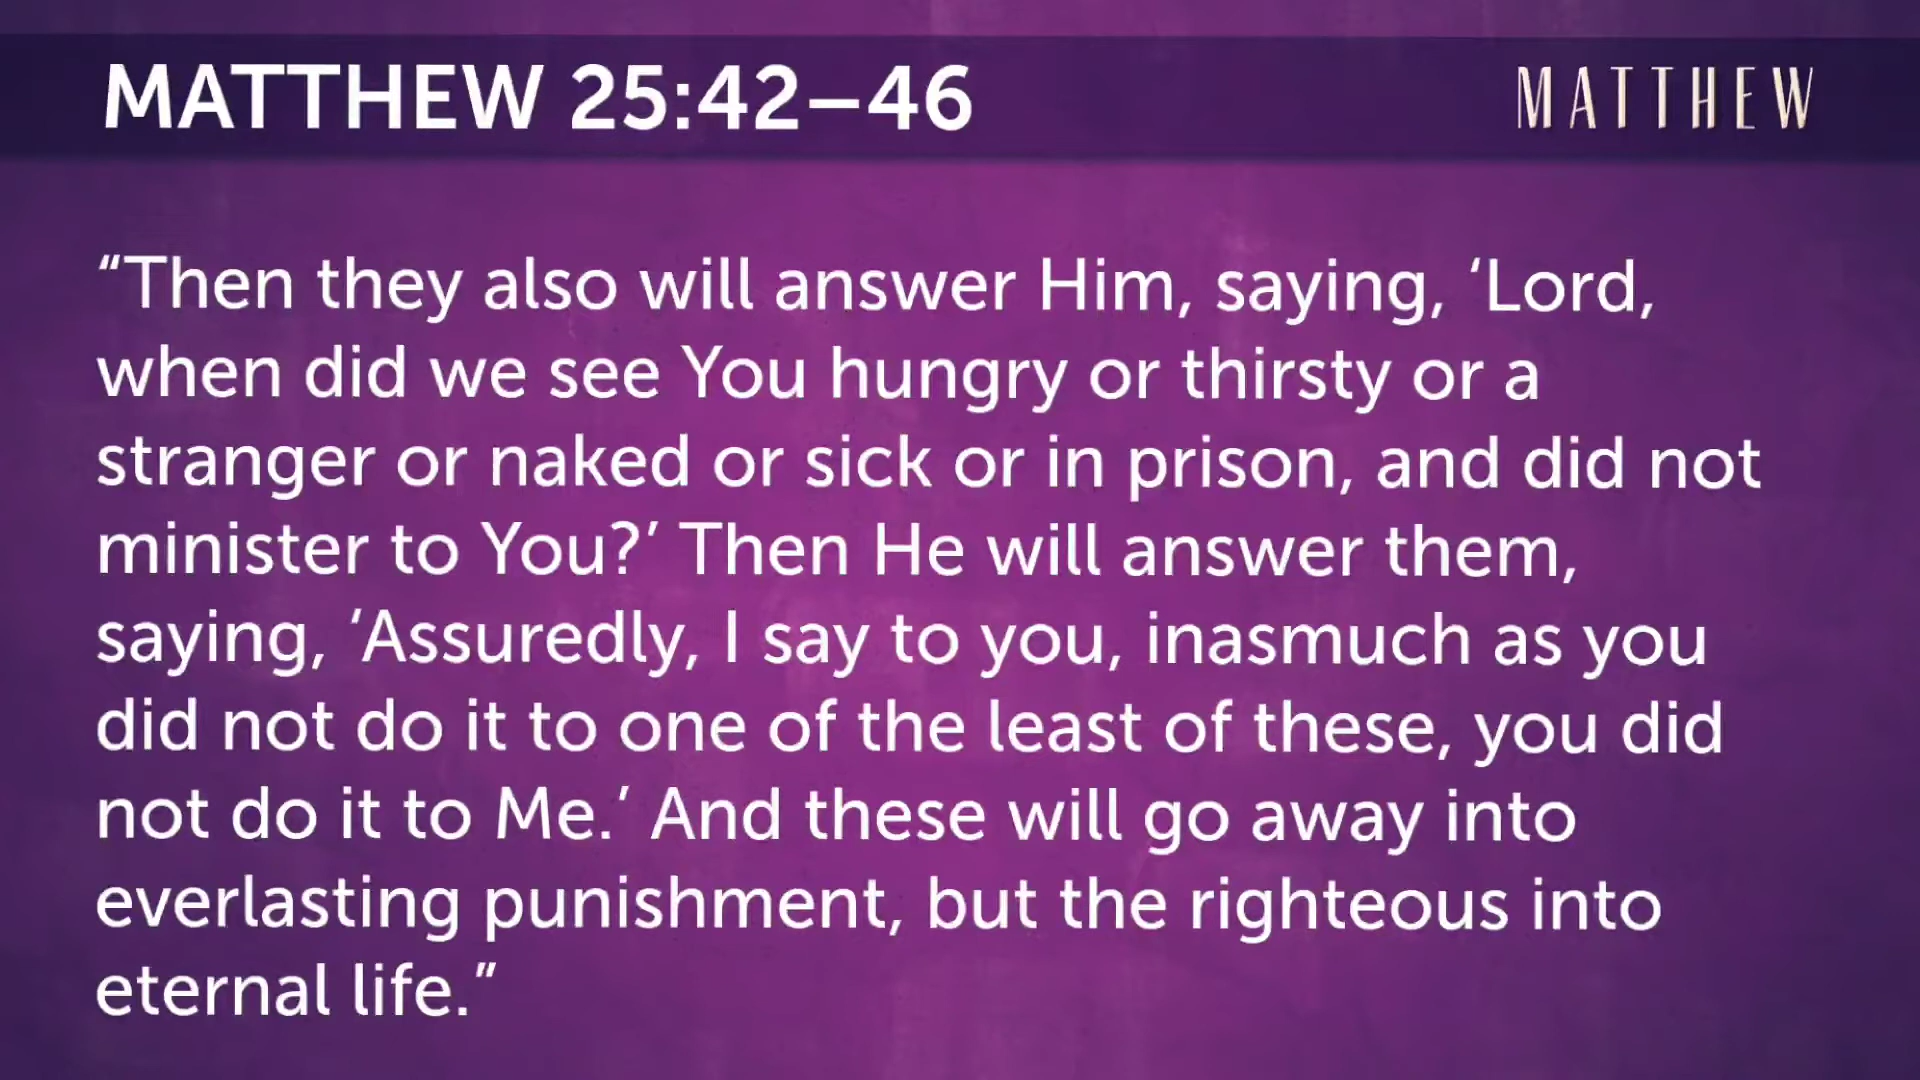 MATTHEW 25:42–46
MATTHEW
“Then they also will answer Him, saying, ‘Lord,
when did we see You hungry or thirsty or a
stranger or naked or sick or in prison, and did not
minister to You?’ Then He will answer them,
saying, ‘Assuredly, I say to you, inasmuch as you
did not do it to one of the least of these, you did
not do it to Me.’ And these will go away into
everlasting punishment, but the righteous into
eternal life.”